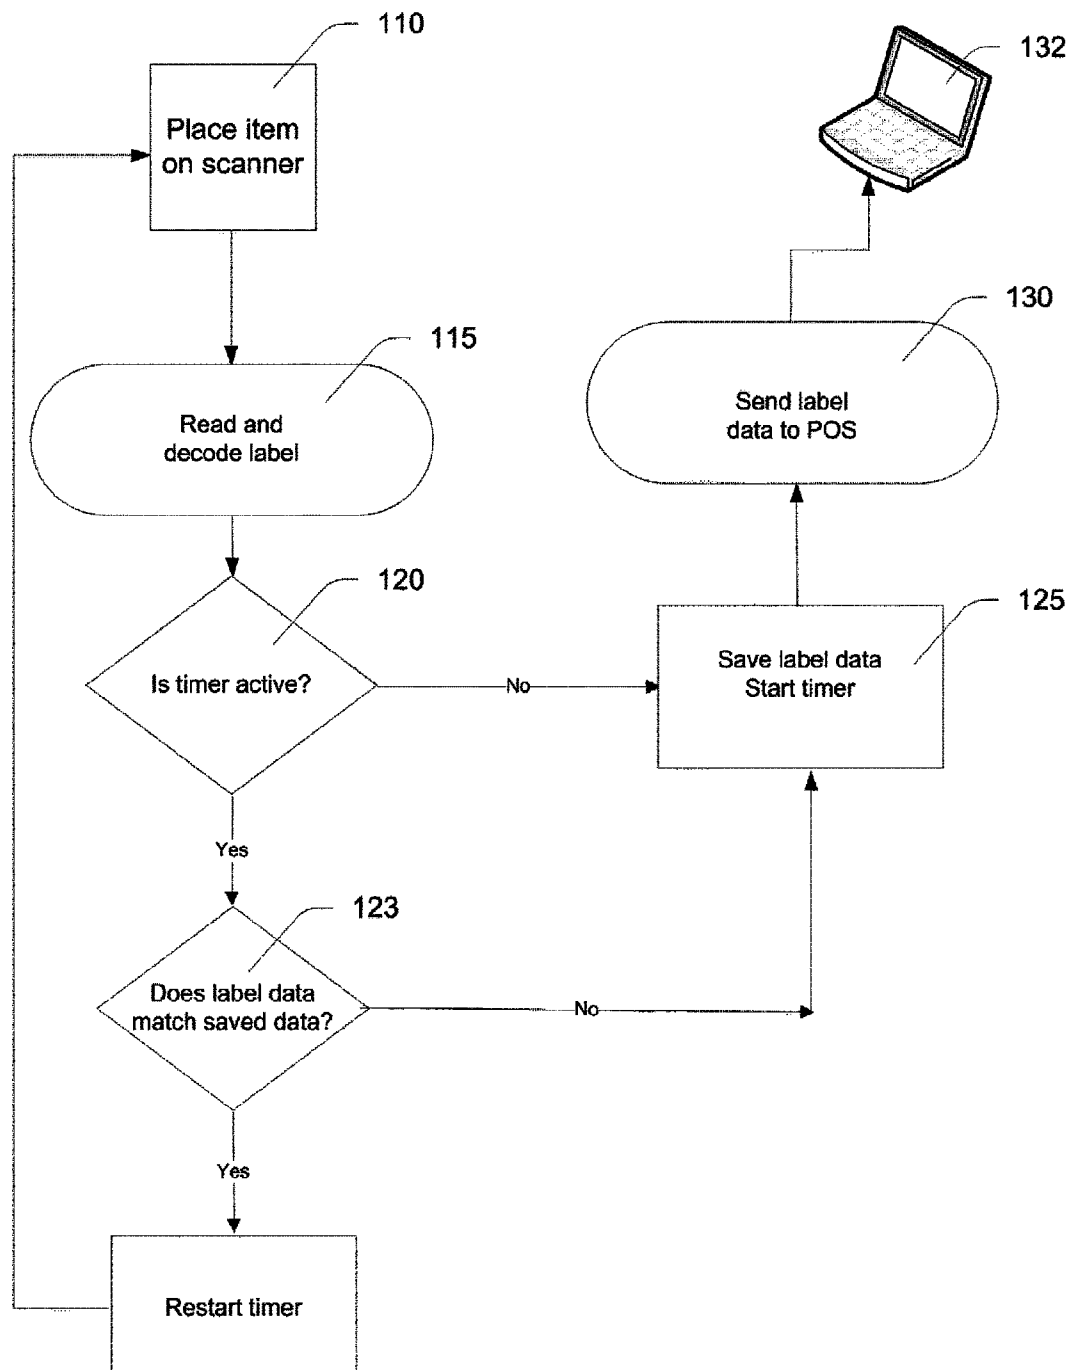 110
Place item
on scanner
132
115
Read and
decode label
130
Send label
data to POS
120
Is timer active?
No
125
Save label data
Start timer
Yes
123
Does label data
match saved data?
No
Yes
Restart timer